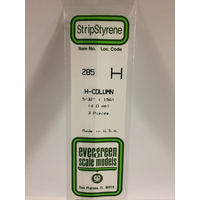 StripStyrene
Item No. Loc. Code
285 H
H-COLUMN
5/32" ( .156)
(4.0 mm)
3 Pieces
Made in U.S.A.
evergreen
scale models